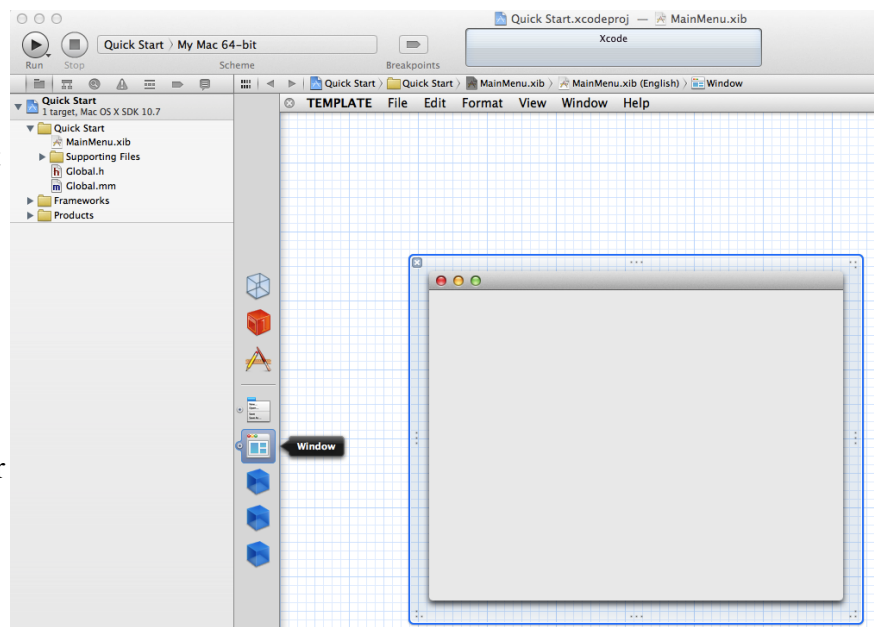 Quick Start.xcodeproj — MainMenu.xib
Quick Start 〉 My Mac 64-bit
Xcode
Run Stop Scheme Breakpoints
Quick Start 〉 Quick Start 〉 MainMenu.xib 〉 MainMenu.xib (English) 〉 Window
Quick Start
1 target, Mac OS X SDK 10.7
TEMPLATE File Edit Format View Window Help
Quick Start
MainMenu.xib
Supporting Files
h Global.h
m Global.mm
Frameworks
Products
Window
r